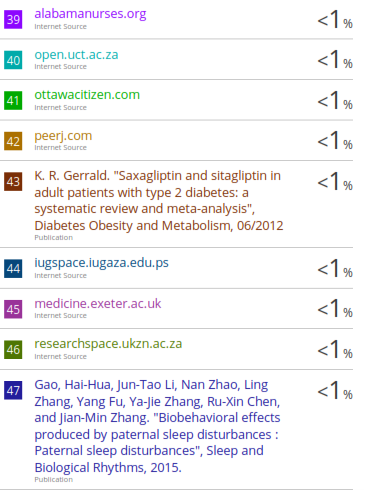 39 alabamanurses.org <1%
Internet Source
40 open.uct.ac.za <1%
Internet Source
41 ottawacitizen.com <1%
Internet Source
42 peerj.com <1%
Internet Source
43 K. R. Gerrald. "Saxagliptin and sitagliptin in <1%
adult patients with type 2 diabetes: a
systematic review and meta-analysis",
Diabetes Obesity and Metabolism, 06/2012
Publication
44 iugspace.iugaza.edu.ps <1%
Internet Source
45 medicine.exeter.ac.uk <1%
Internet Source
46 researchspace.ukzn.ac.za <1%
Internet Source
47 Gao, Hai-Hua, Jun-Tao Li, Nan Zhao, Ling <1%
Zhang, Yang Fu, Ya-Jie Zhang, Ru-Xin Chen,
and Jian-Min Zhang. "Biobehavioral effects
produced by paternal sleep disturbances :
Paternal sleep disturbances", Sleep and
Biological Rhythms, 2015.
Publication